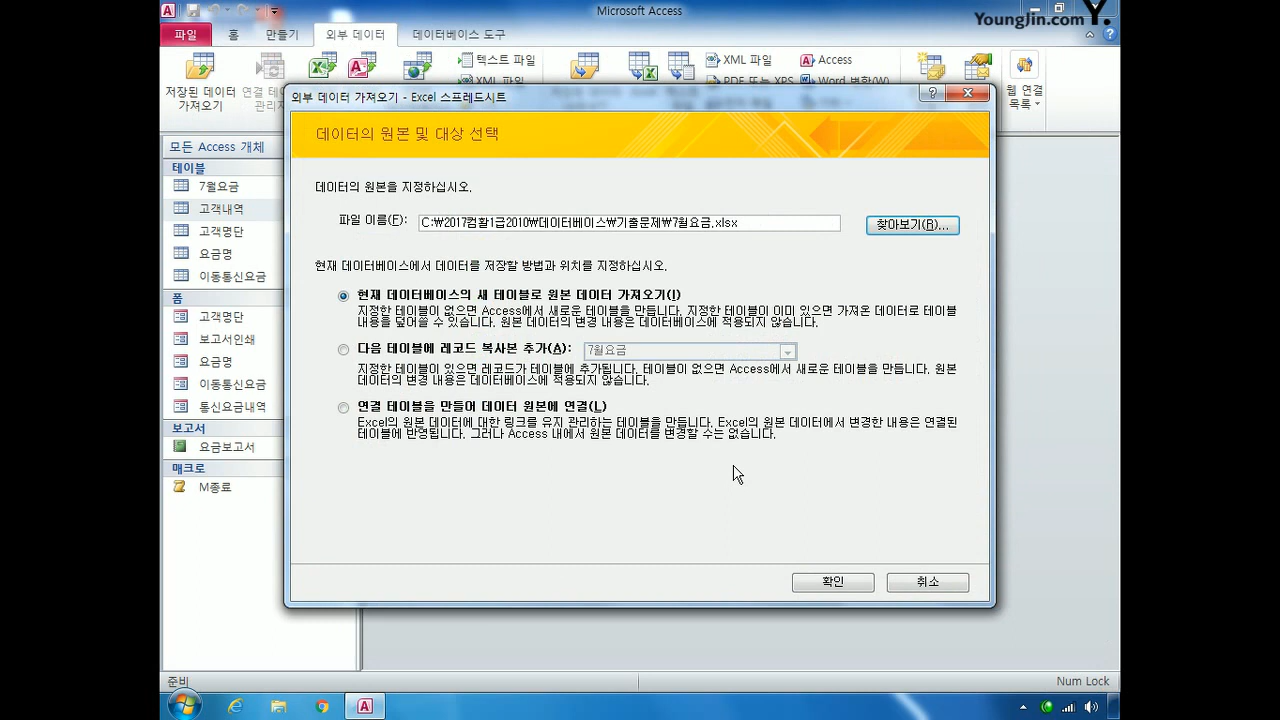 Microsoft Access
YoungJin.com Y.
파일 홈 만들기 외부 데이터 데이터베이스 도구
저장된 데이터
가져오기
텍스트 파일
XML 파일
XML 파일
Access
PDF 또는 XPS
Word 변환(W)
웹 연결
목록
모든 Access 개체
테이블
7월요금
고객내역
고객명단
요금명
이동통신요금
폼
고객명단
보고서인쇄
요금명
이동통신요금
통신요금내역
보고서
요금보고서
매크로
M종료
외부 데이터 가져오기 - Excel 스프레드시트
데이터의 원본 및 대상 선택
데이터의 원본을 지정하십시오.
파일 이름(F): C:₩2017컴활1급2010₩데이터베이스₩기출문제₩7월요금.xlsx 찾아보기(R)...
현재 데이터베이스에서 데이터를 저장할 방법과 위치를 지정하십시오.
현재 데이터베이스의 새 테이블로 원본 데이터 가져오기(I)
지정한 테이블이 없으면 Access에서 새로운 테이블을 만듭니다. 지정한 테이블이 이미 있으면 가져온 데이터로 테이블
내용을 덮어쓸 수 있습니다. 원본 데이터의 변경 내용은 데이터베이스에 적용되지 않습니다.
다음 테이블에 레코드 복사본 추가(A): 7월요금
지정한 테이블이 있으면 레코드가 테이블에 추가됩니다. 테이블이 없으면 Access에서 새로운 테이블을 만듭니다. 원본
데이터의 변경 내용은 데이터베이스에 적용되지 않습니다.
연결 테이블을 만들어 데이터 원본에 연결(L)
Excel의 원본 데이터에 대한 링크를 유지 관리하는 테이블을 만듭니다. Excel의 원본 데이터에서 변경한 내용은 연결된
테이블에 반영됩니다. 그러나 Access 내에서 원본 데이터를 변경할 수는 없습니다.
확인 취소
준비 Num Lock